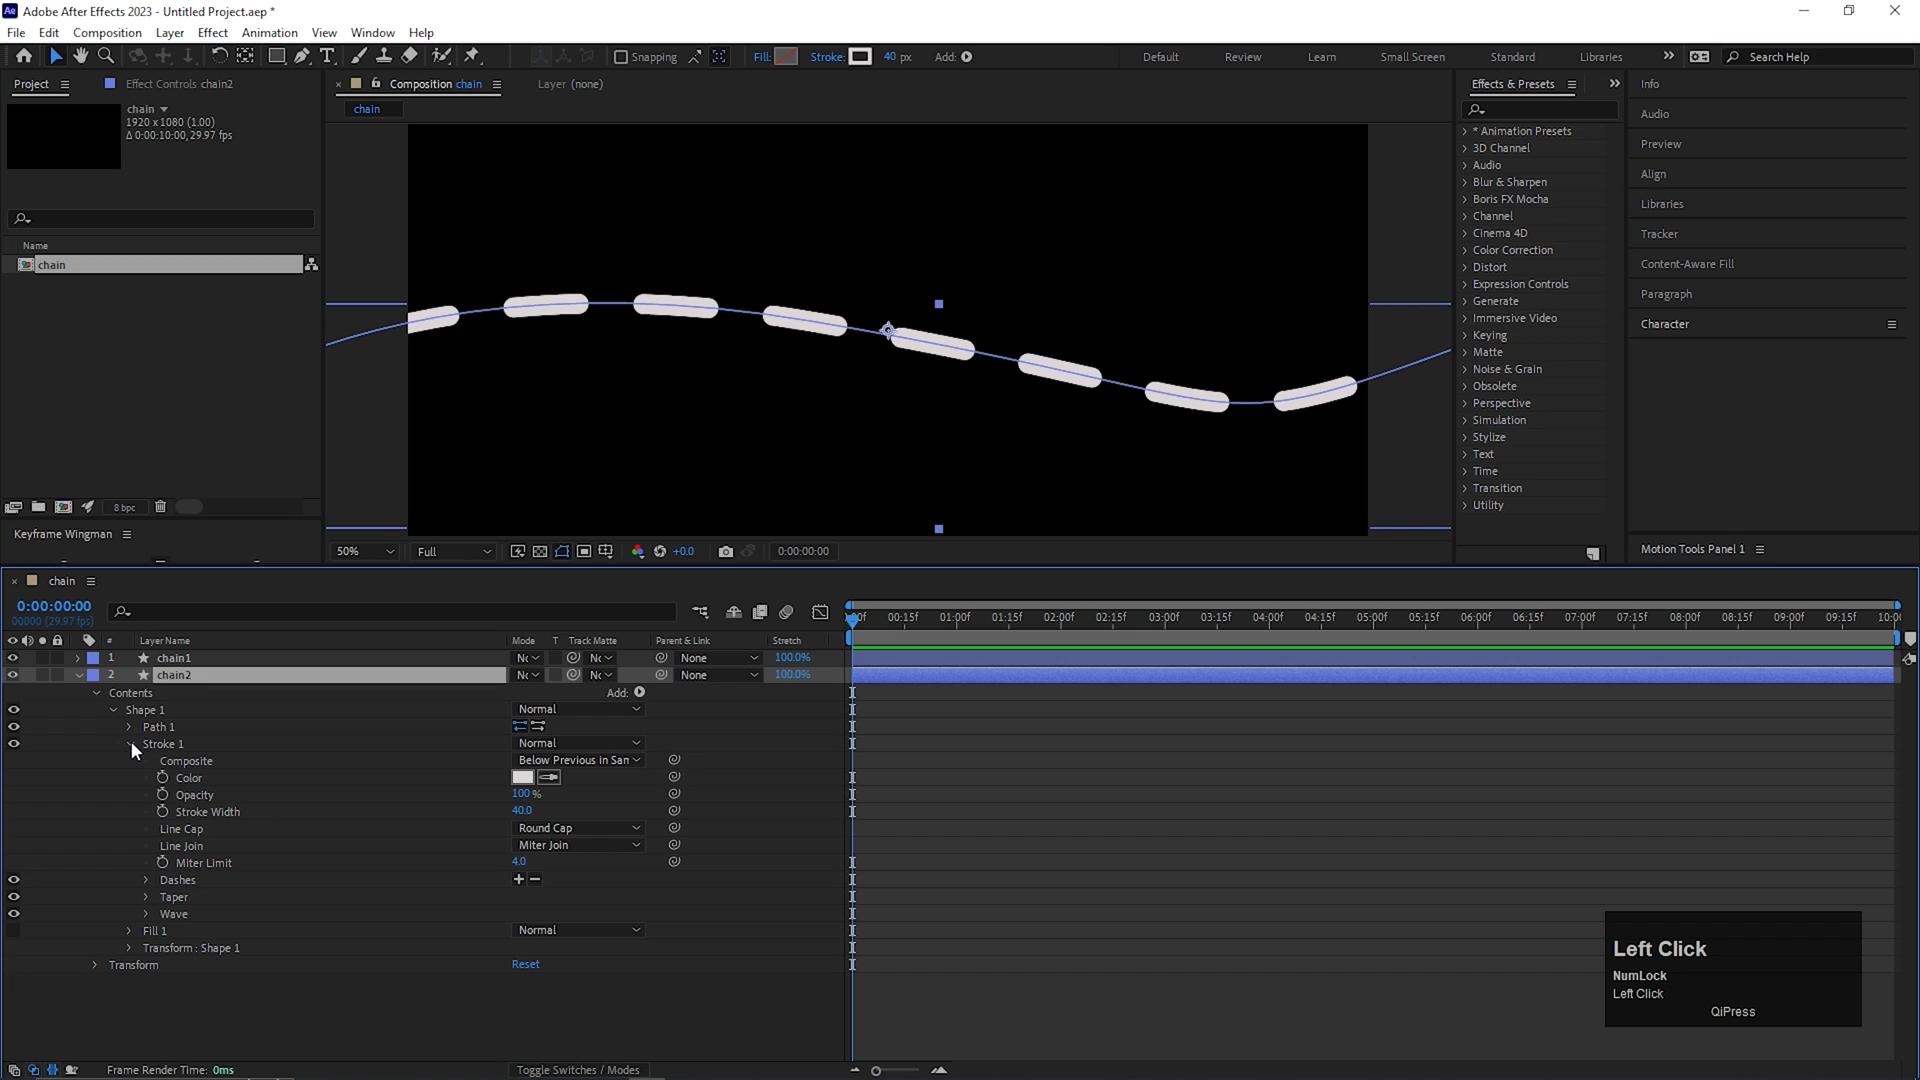 Adobe After Effects 2023 - Untitled Project.aep *
File Edit Composition Layer Effect Animation View Window Help
Snapping Fill: Stroke: 40 px Add: Default Review Learn Small Screen Standard Libraries Search Help
Project Effect Controls chain2 Composition chain Layer (none) Effects & Presets Info
chain
1920 x 1080 (1.00)
Δ 0:00:10:00, 29.97 fps
chain
Name
chain
8 bpc
Keyframe Wingman
50% Full +0.0 0:00:00:00
* Animation Presets
3D Channel
Audio
Blur & Sharpen
Boris FX Mocha
Channel
Cinema 4D
Color Correction
Distort
Expression Controls
Generate
Immersive Video
Keying
Matte
Noise & Grain
Obsolete
Perspective
Simulation
Stylize
Text
Time
Transition
Utility
Audio
Preview
Align
Libraries
Tracker
Content-Aware Fill
Paragraph
Character
Motion Tools Panel 1
chain
0:00:00:00
00000 (29.97 fps)
00:15f 01:00f 01:15f 02:00f 02:15f 03:00f 03:15f 04:00f 04:15f 05:00f 05:15f 06:00f 06:15f 07:00f 07:15f 08:00f 08:15f 09:00f 09:15f
# Layer Name Mode T Track Matte Parent & Link Stretch
1 chain1 None 100.0%
2 chain2 None 100.0%
Contents Add:
Shape 1 Normal
Path 1
Stroke 1 Normal
Composite Below Previous in Sam
Color
Opacity 100 %
Stroke Width 40.0
Line Cap Round Cap
Line Join Miter Join
Miter Limit 4.0
Dashes
Taper
Wave
Fill 1 Normal
Transform : Shape 1
Transform Reset
Left Click
NumLock
Left Click
QiPress
Frame Render Time: 0ms Toggle Switches / Modes